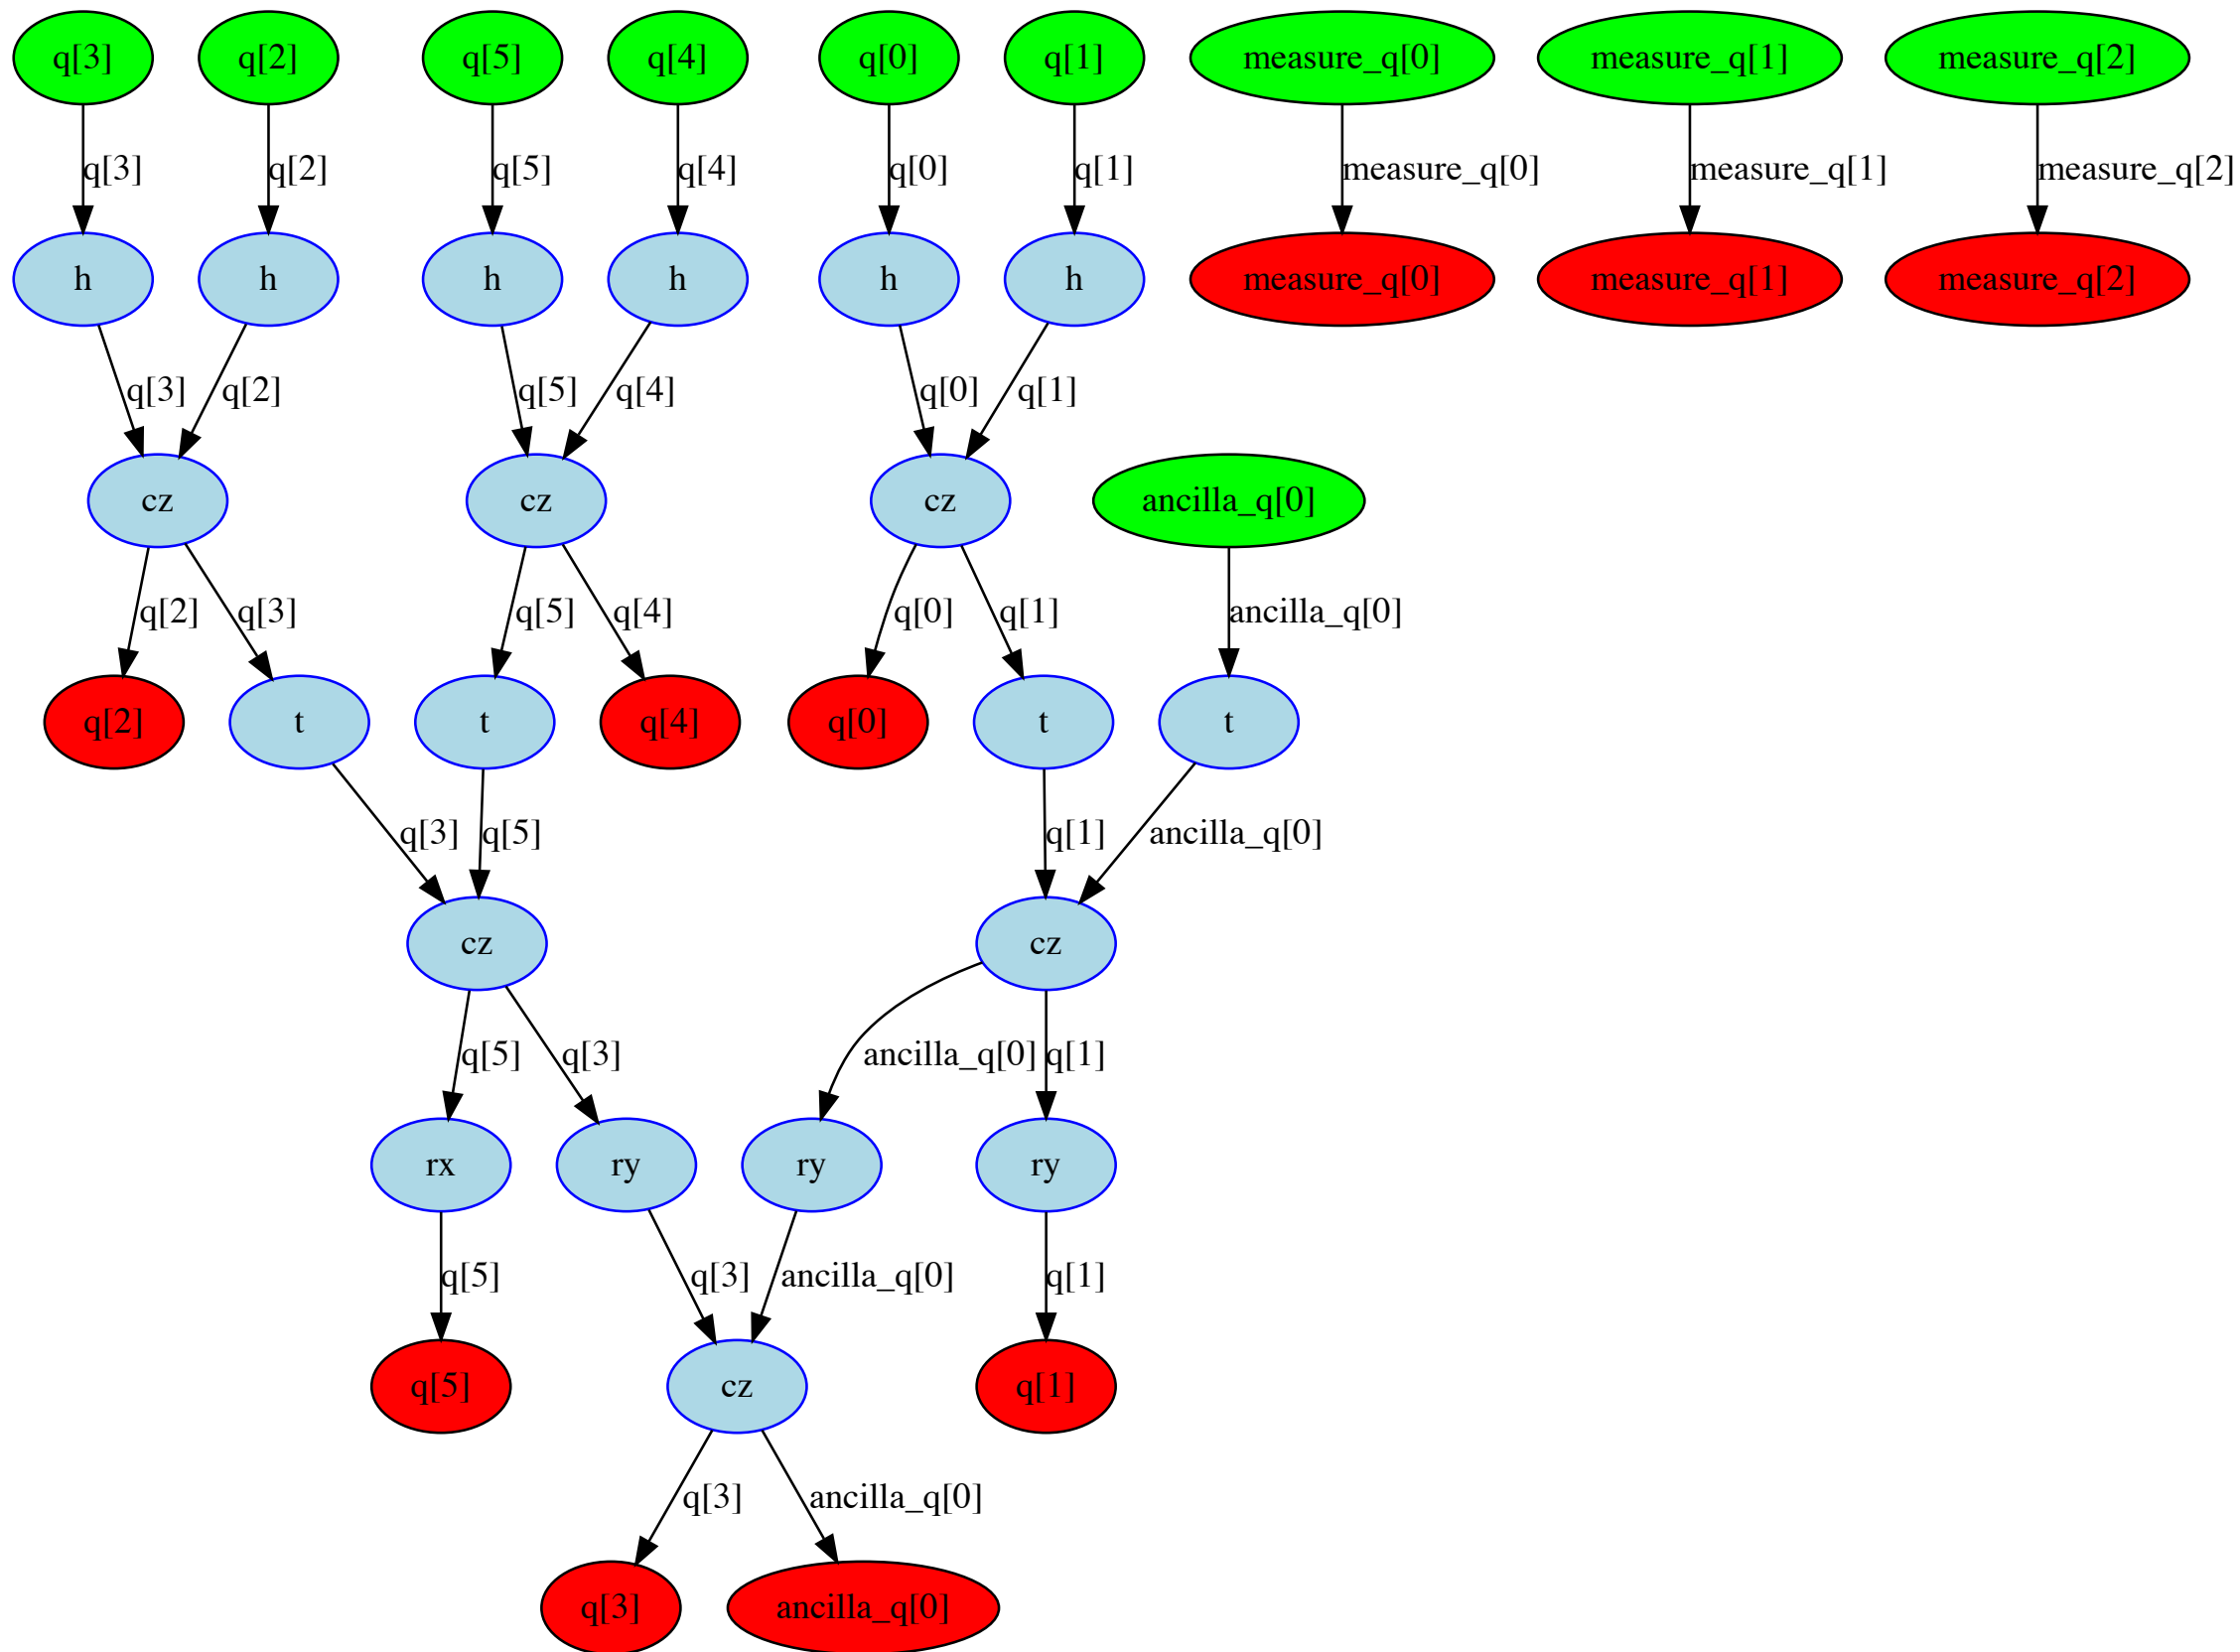 q[3] q[2] q[5] q[4] q[0] q[1] measure_q[0] measure_q[1] measure_q[2]
q[3] q[2] q[5] q[4] q[0] q[1] measure_q[0] measure_q[1] measure_q[2]
h h h h h h measure_q[0] measure_q[1] measure_q[2]
q[3] q[2] q[5] q[4] q[0] q[1]
cz cz cz ancilla_q[0]
q[2] q[3] q[5] q[4] q[0] q[1] ancilla_q[0]
q[2] t t q[4] q[0] t t
q[3] q[5] q[1] ancilla_q[0]
cz cz
q[5] q[3] ancilla_q[0] q[1]
rx ry ry ry
q[5] q[3] ancilla_q[0] q[1]
q[5] cz q[1]
q[3] ancilla_q[0]
q[3] ancilla_q[0]